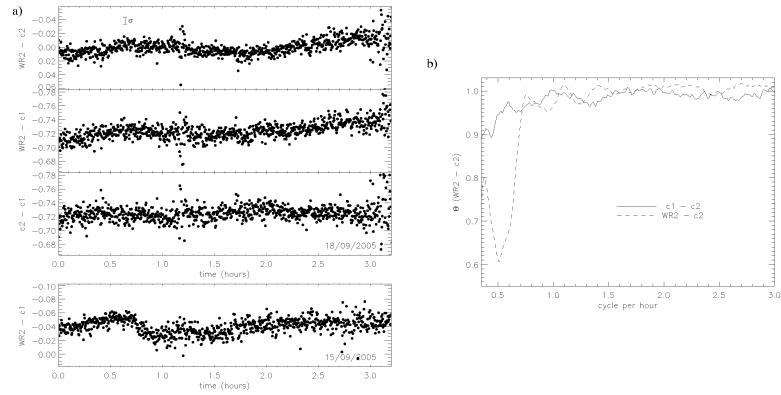 a)
σ
WR2 − c2
−0.04
−0.02
0.00
0.02
0.04
0.06
WR2 − c1
−0.78
−0.76
−0.74
−0.72
−0.70
−0.68
c2 − c1
−0.78
−0.76
−0.74
−0.72
−0.70
−0.68
18/09/2005
0.0 0.5 1.0 1.5 2.0 2.5 3.0
time (hours)
WR2 − c1
−0.10
−0.08
−0.06
−0.04
−0.02
0.00
15/09/2005
0.0 0.5 1.0 1.5 2.0 2.5 3.0
time (hours)
b)
Θ (WR2 − c2)
1.0
0.9
0.8
0.7
0.6
c1 − c2
WR2 − c2
0.5 1.0 1.5 2.0 2.5 3.0
cycle per hour